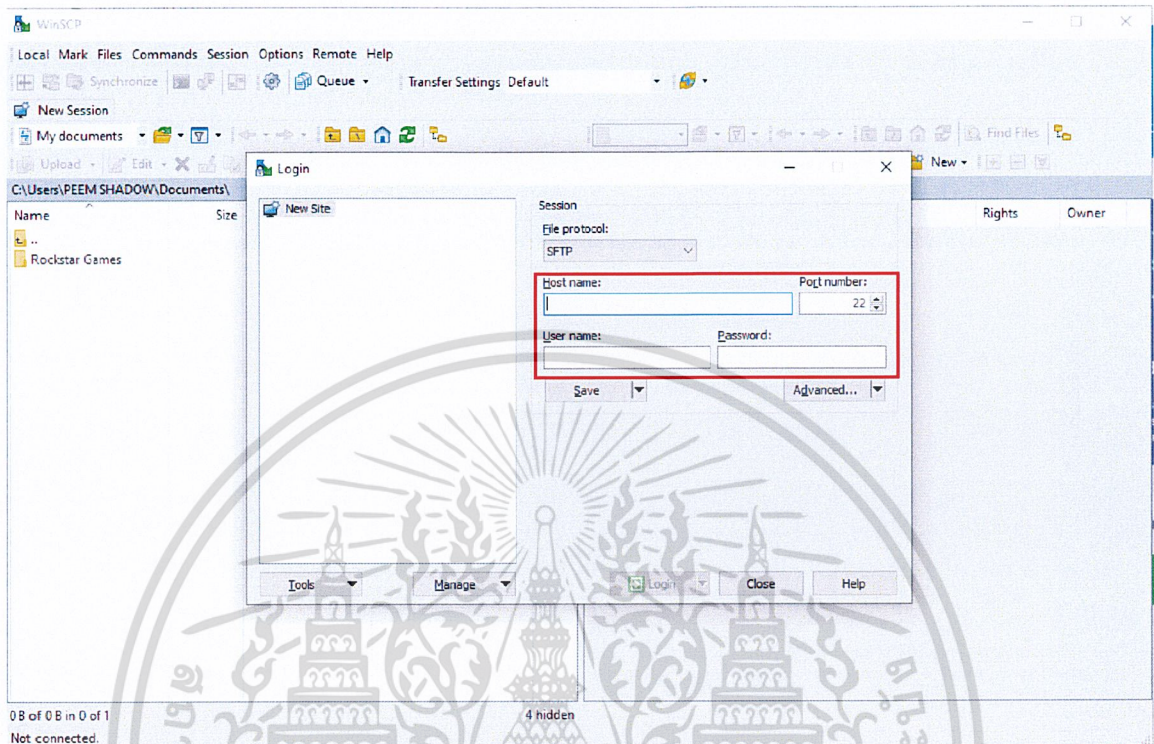 WinSCP
Local Mark Files Commands Session Options Remote Help
Synchronize Queue Transfer Settings Default
New Session
My documents Find Files
Upload Edit New
C:\Users\PEEM SHADOW\Documents\
Name Size Rights Owner
..
Rockstar Games
Login
New Site
Session
File protocol:
SFTP
Host name: Port number:
22
User name: Password:
Save Advanced...
Tools Manage Login Close Help
0 B of 0 B in 0 of 1 4 hidden
Not connected.